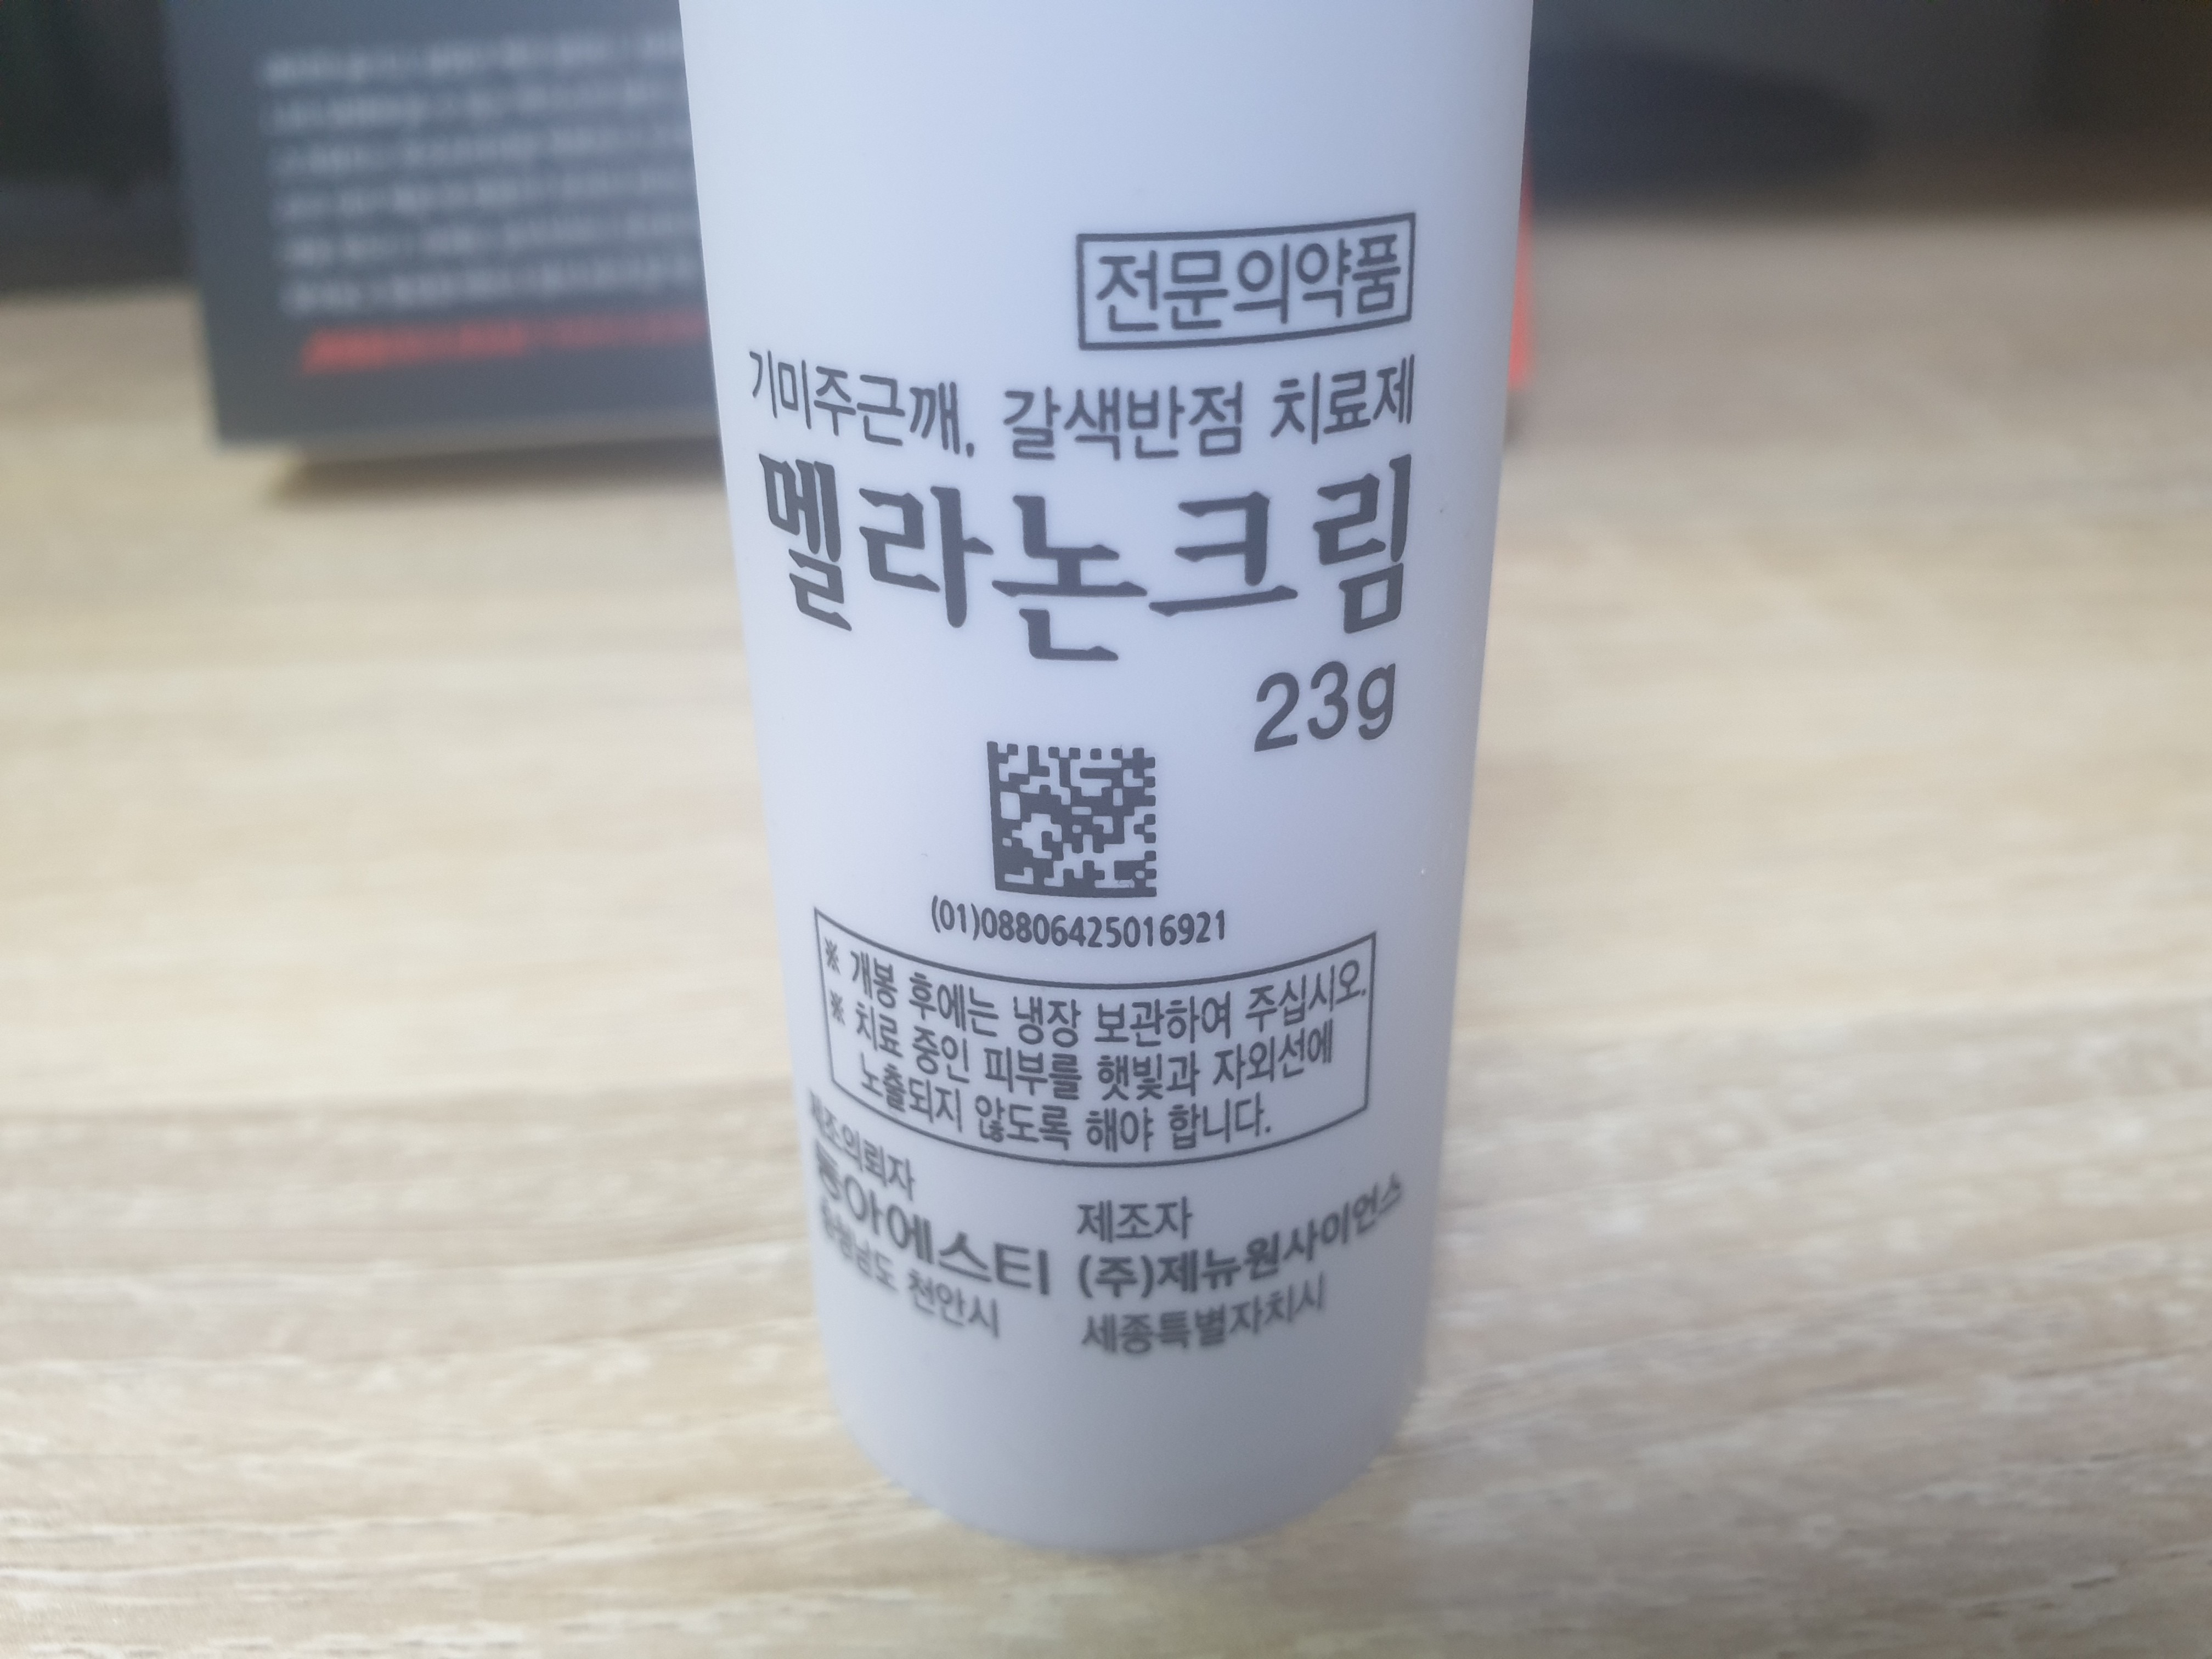 전문의약품
기미주근깨, 갈색반점 치료제
멜라논크림
23g
(01)08806425016921
※ 개봉 후에는 냉장 보관하여 주십시오.
※ 치료 중인 피부를 햇빛과 자외선에
노출되지 않도록 해야 합니다.
제조의뢰자
동아에스티
충청남도 천안시
제조자
(주)제뉴원사이언스
세종특별자치시